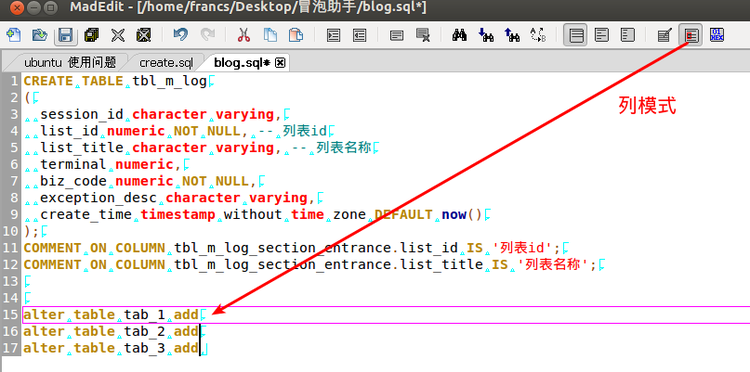 MadEdit - [/home/francs/Desktop/冒泡助手/blog.sql*]
ubuntu 使用问题 create.sql blog.sql*
列模式
1 CREATE TABLE tbl_m_log
2 (
3 session_id character varying,
4 list_id numeric NOT NULL, -- 列表id
5 list_title character varying, -- 列表名称
6 terminal numeric,
7 biz_code numeric NOT NULL,
8 exception_desc character varying,
9 create_time timestamp without time zone DEFAULT now()
10 );
11 COMMENT ON COLUMN tbl_m_log_section_entrance.list_id IS '列表id';
12 COMMENT ON COLUMN tbl_m_log_section_entrance.list_title IS '列表名称';
13
14
15 alter table tab_1 add
16 alter table tab_2 add
17 alter table tab_3 add